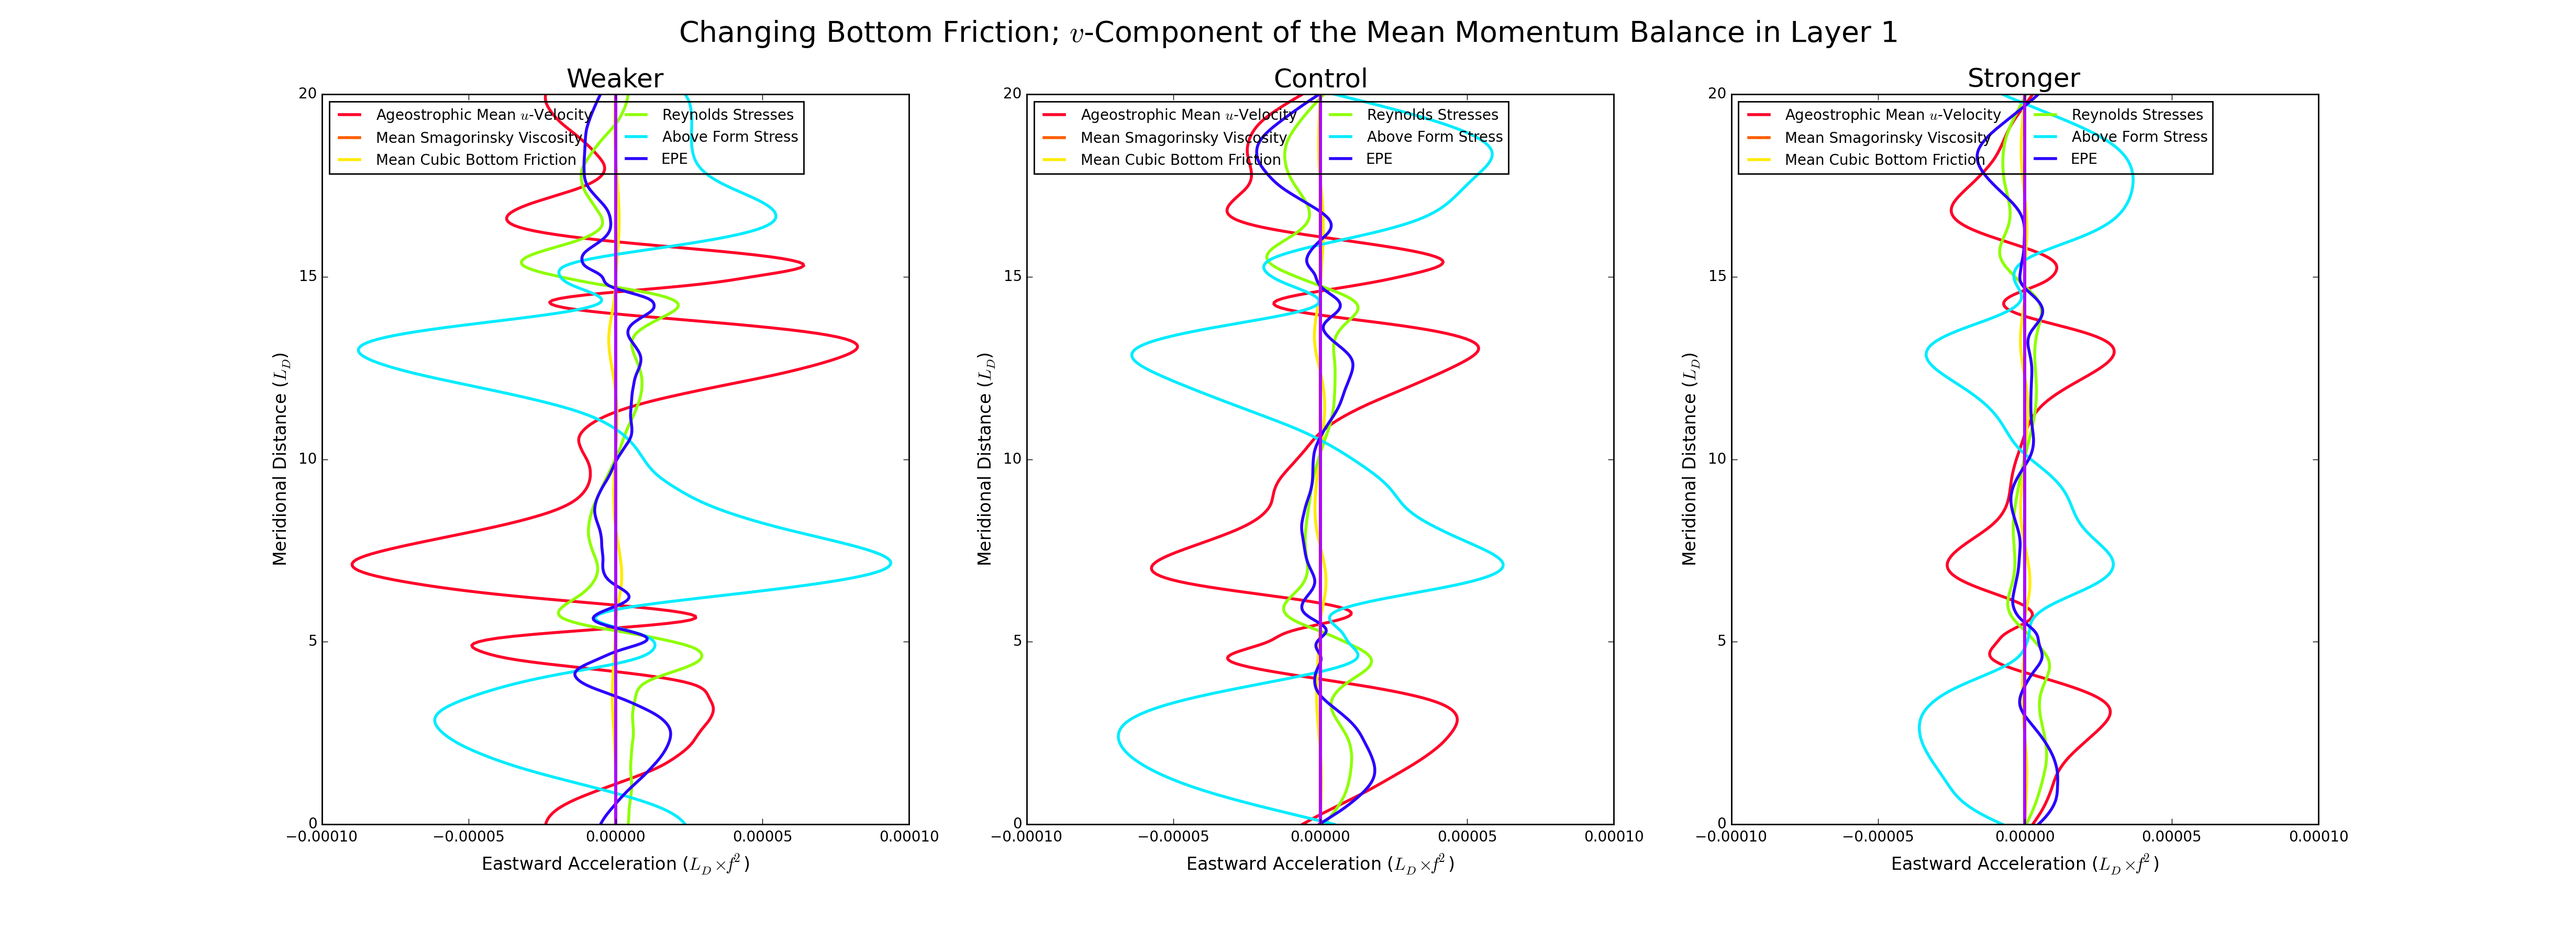 Changing Bottom Friction; v-Component of the Mean Momentum Balance in Layer 1
Weaker
20
15
10
5
0
Meridional Distance (L_D)
Ageostrophic Mean u-Velocity
Mean Smagorinsky Viscosity
Mean Cubic Bottom Friction
Reynolds Stresses
Above Form Stress
EPE
−0.00010 −0.00005 0.00000 0.00005 0.00010
Eastward Acceleration (L_D×f²)
Control
20
15
10
5
0
Meridional Distance (L_D)
Ageostrophic Mean u-Velocity
Mean Smagorinsky Viscosity
Mean Cubic Bottom Friction
Reynolds Stresses
Above Form Stress
EPE
−0.00010 −0.00005 0.00000 0.00005 0.00010
Eastward Acceleration (L_D×f²)
Stronger
20
15
10
5
0
Meridional Distance (L_D)
Ageostrophic Mean u-Velocity
Mean Smagorinsky Viscosity
Mean Cubic Bottom Friction
Reynolds Stresses
Above Form Stress
EPE
−0.00010 −0.00005 0.00000 0.00005 0.00010
Eastward Acceleration (L_D×f²)